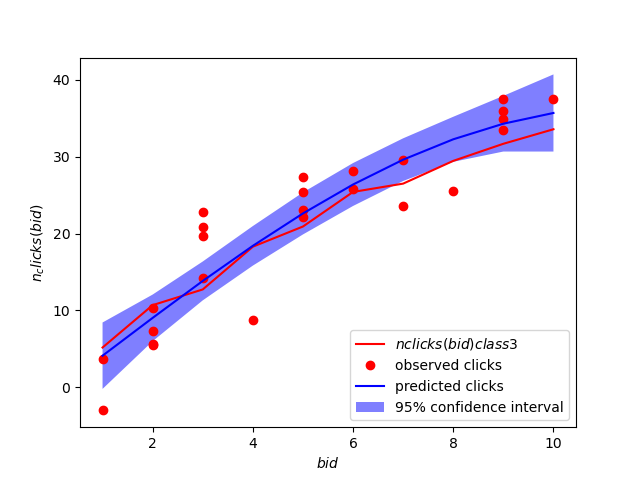 40
30
20
10
0
n_clicks(bid)
nclicks(bid)class3
observed clicks
predicted clicks
95% confidence interval
2
4
6
8
10
bid